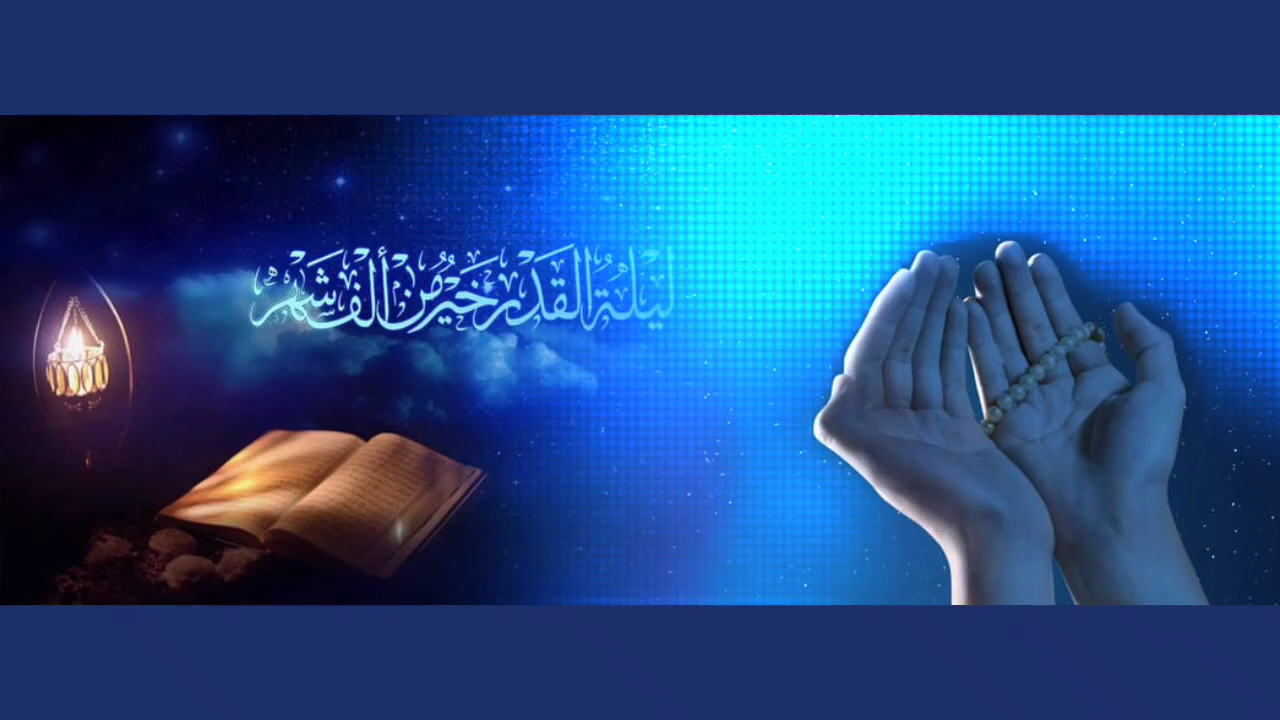 لَيْلَةُ الْقَدْرِ خَيْرٌ مِّنْ أَلْفِ شَهْرٍ